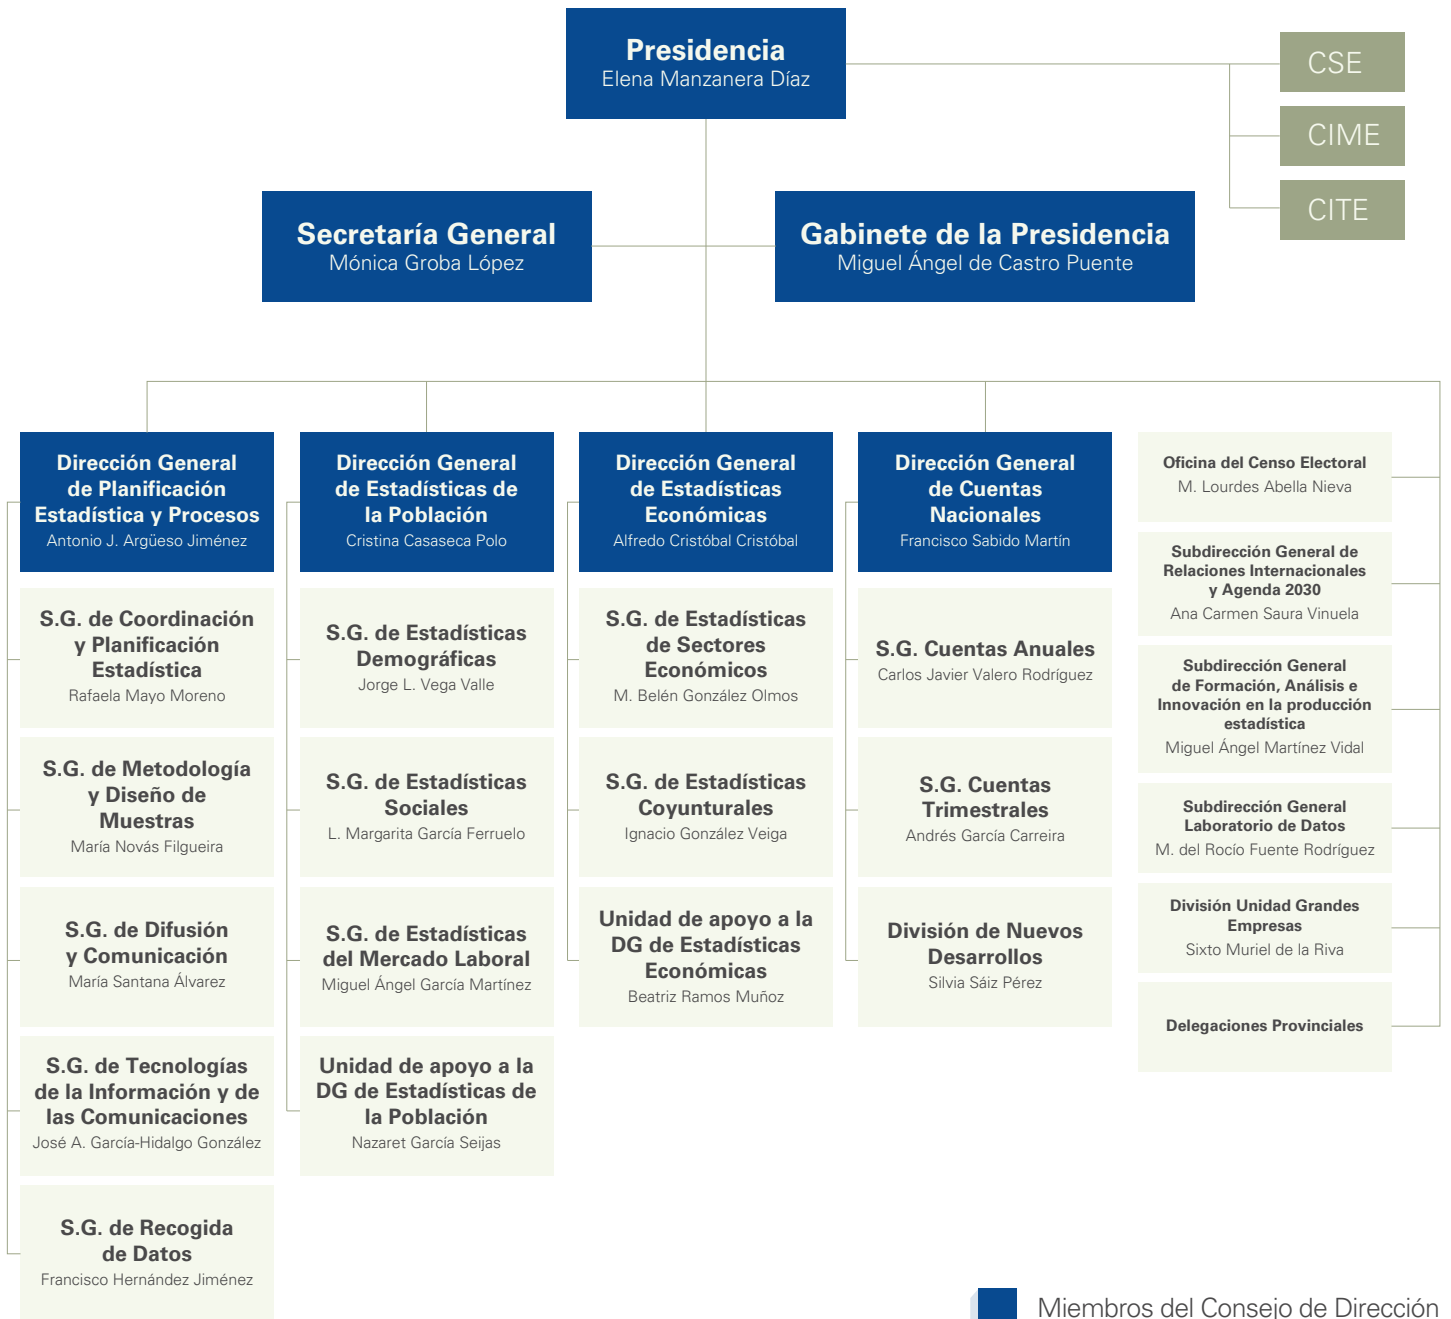 Presidencia
Elena Manzanera Díaz
CSE
CIME
CITE
Secretaría General
Mónica Groba López
Gabinete de la Presidencia
Miguel Ángel de Castro Puente
Dirección General
de Planificación
Estadística y Procesos
Antonio J. Argüeso Jiménez
S.G. de Coordinación
y Planificación
Estadística
Rafaela Mayo Moreno
S.G. de Metodología
y Diseño de
Muestras
María Novás Filgueira
S.G. de Difusión
y Comunicación
María Santana Álvarez
S.G. de Tecnologías
de la Información y de
las Comunicaciones
José A. García-Hidalgo González
S.G. de Recogida
de Datos
Francisco Hernández Jiménez
Dirección General
de Estadísticas de
la Población
Cristina Casaseca Polo
S.G. de Estadísticas
Demográficas
Jorge L. Vega Valle
S.G. de Estadísticas
Sociales
L. Margarita García Ferruelo
S.G. de Estadísticas
del Mercado Laboral
Miguel Ángel García Martínez
Unidad de apoyo a la
DG de Estadísticas de
la Población
Nazaret García Seijas
Dirección General
de Estadísticas
Económicas
Alfredo Cristóbal Cristóbal
S.G. de Estadísticas
de Sectores
Económicos
M. Belén González Olmos
S.G. de Estadísticas
Coyunturales
Ignacio González Veiga
Unidad de apoyo a la
DG de Estadísticas
Económicas
Beatriz Ramos Muñoz
Dirección General
de Cuentas
Nacionales
Francisco Sabido Martín
S.G. Cuentas Anuales
Carlos Javier Valero Rodríguez
S.G. Cuentas
Trimestrales
Andrés García Carreira
División de Nuevos
Desarrollos
Silvia Sáiz Pérez
Oficina del Censo Electoral
M. Lourdes Abella Nieva
Subdirección General de
Relaciones Internacionales
y Agenda 2030
Ana Carmen Saura Vinuela
Subdirección General
de Formación, Análisis e
Innovación en la producción
estadística
Miguel Ángel Martínez Vidal
Subdirección General
Laboratorio de Datos
M. del Rocío Fuente Rodríguez
División Unidad Grandes
Empresas
Sixto Muriel de la Riva
Delegaciones Provinciales
Miembros del Consejo de Dirección